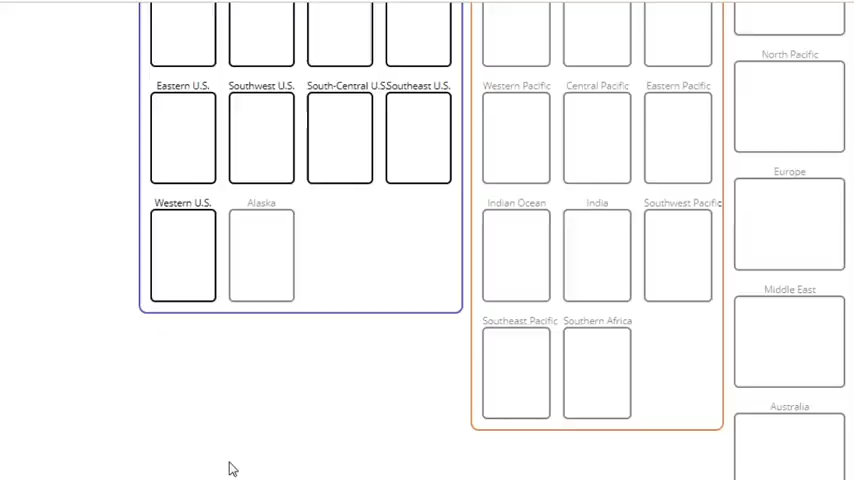 North Pacific
Eastern U.S. Southwest U.S. South-Central U.S. Southeast U.S. Western Pacific Central Pacific Eastern Pacific
Europe
Western U.S. Alaska Indian Ocean India Southwest Pacific
Middle East
Southeast Pacific Southern Africa
Australia